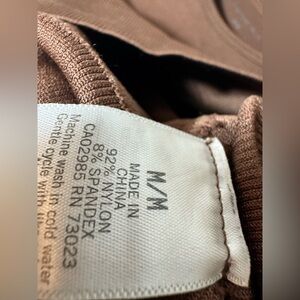 M/M
MADE IN
CHINA
92% NYLON
8% SPANDEX
CA02985 RN 73023
Machine wash in cold water
Gentle cycle with